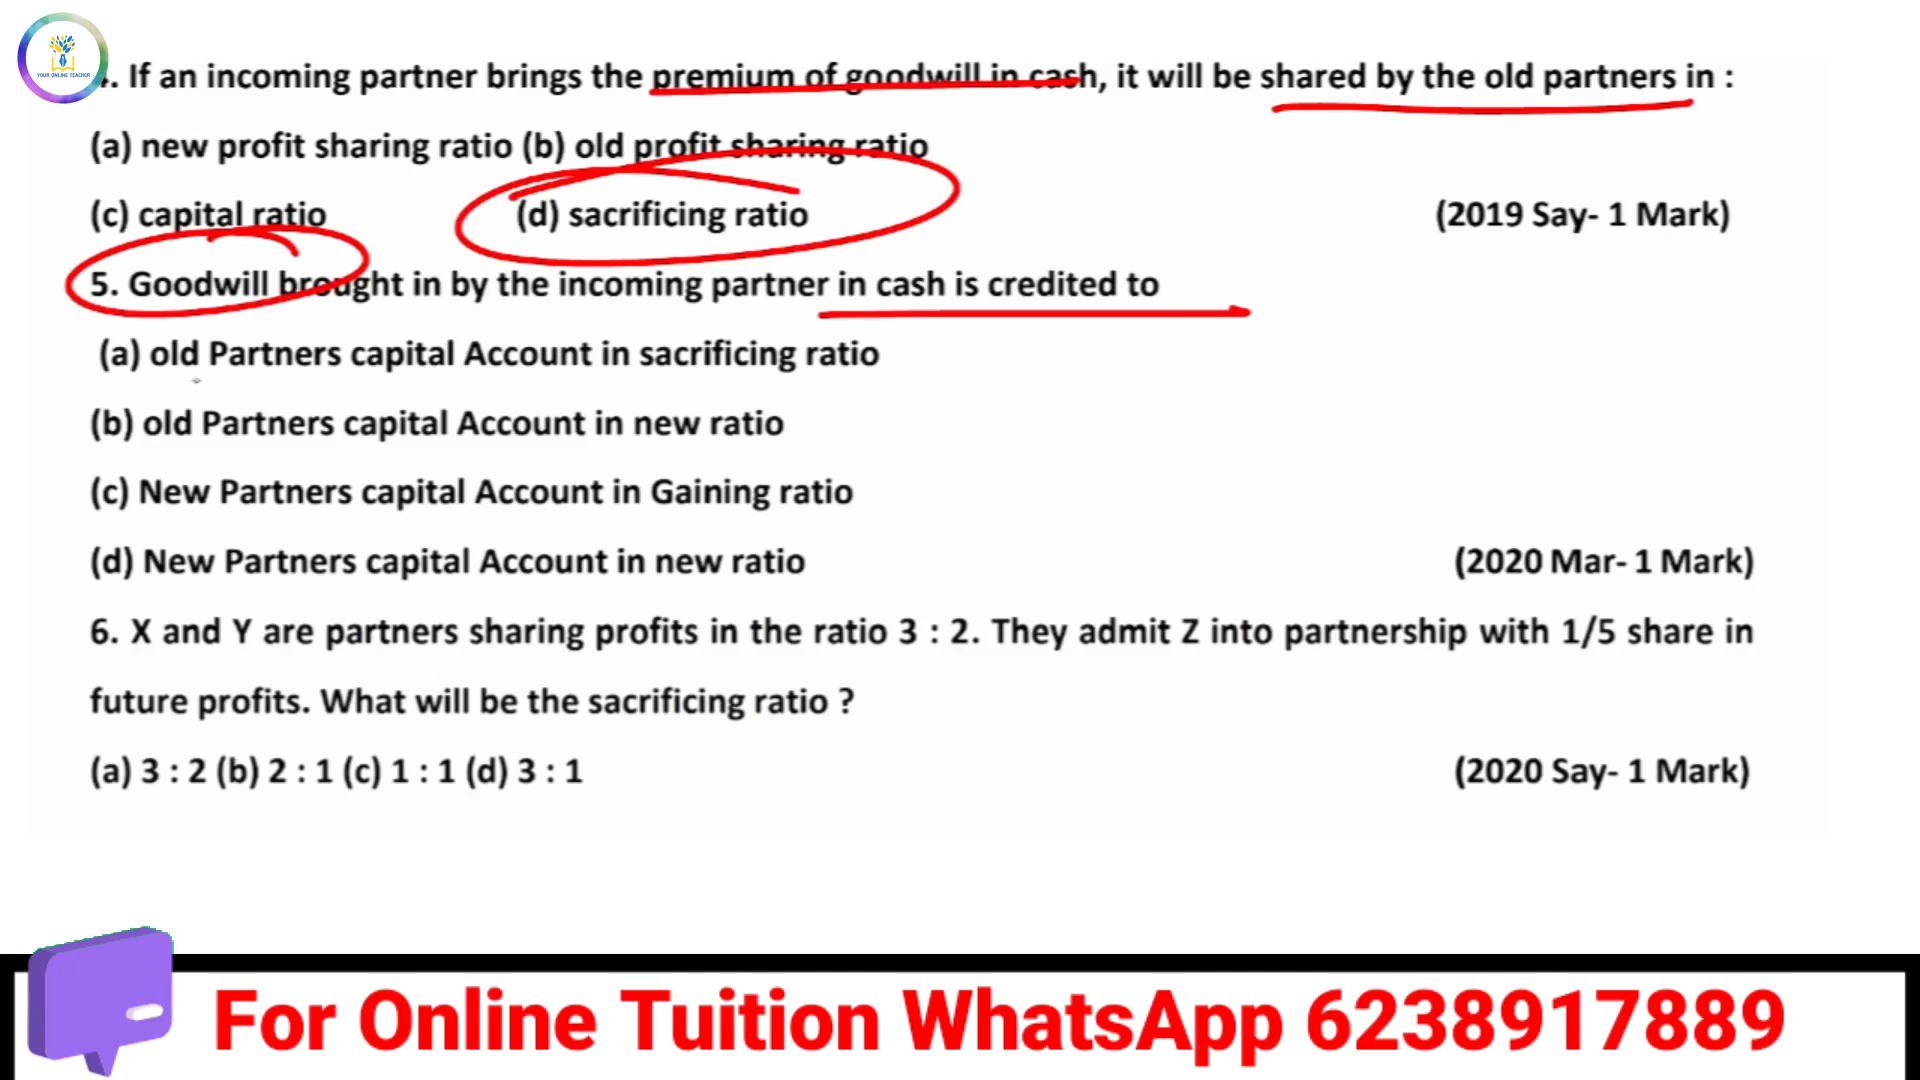 YOUR ONLINE TEACHER
4. If an incoming partner brings the premium of goodwill in cash, it will be shared by the old partners in :
(a) new profit sharing ratio (b) old profit sharing ratio
(c) capital ratio (d) sacrificing ratio (2019 Say- 1 Mark)
5. Goodwill brought in by the incoming partner in cash is credited to
(a) old Partners capital Account in sacrificing ratio
(b) old Partners capital Account in new ratio
(c) New Partners capital Account in Gaining ratio
(d) New Partners capital Account in new ratio (2020 Mar- 1 Mark)
6. X and Y are partners sharing profits in the ratio 3 : 2. They admit Z into partnership with 1/5 share in
future profits. What will be the sacrificing ratio ?
(a) 3 : 2 (b) 2 : 1 (c) 1 : 1 (d) 3 : 1 (2020 Say- 1 Mark)
For Online Tuition WhatsApp 6238917889